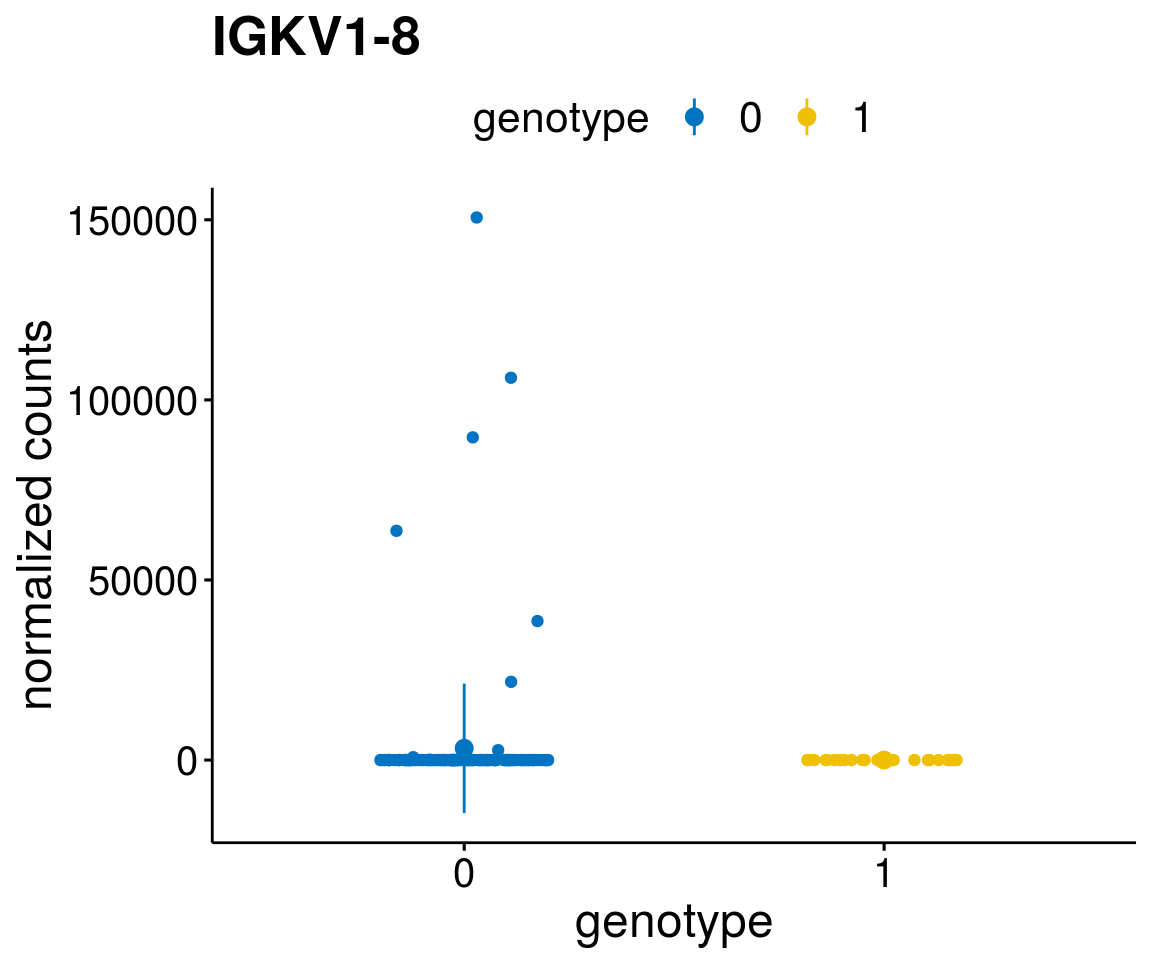 IGKV1-8
genotype 0 1
150000
100000
50000
0
normalized counts
0 1
genotype